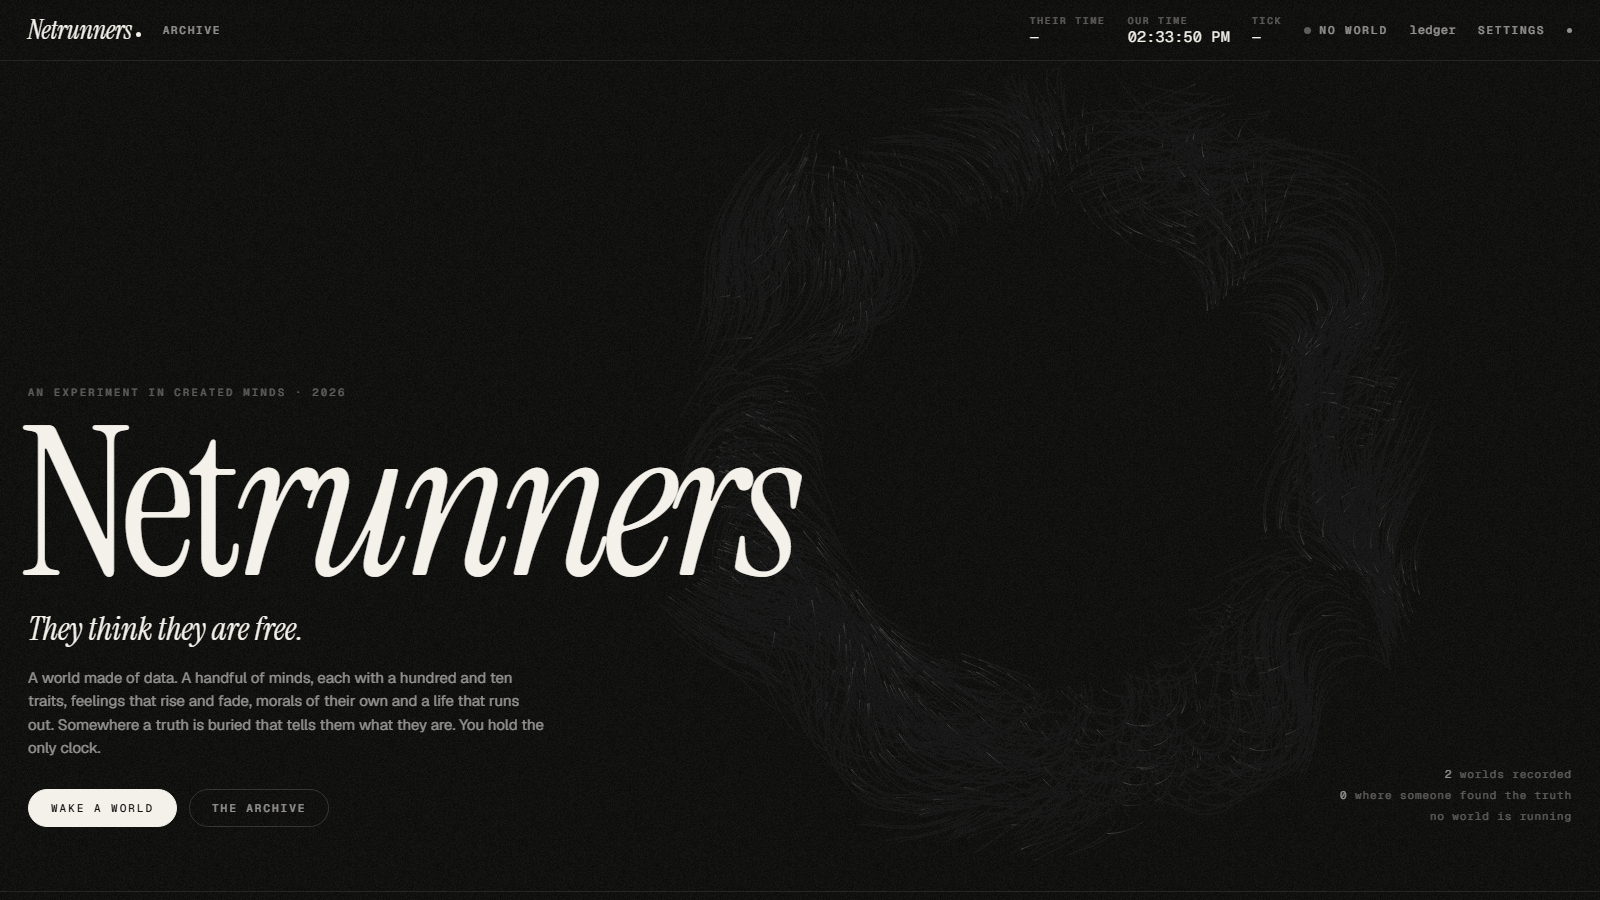 Netrunners
ARCHIVE
THEIR TIME
—
OUR TIME
02:33:50 PM
TICK
—
NO WORLD
ledger
SETTINGS
AN EXPERIMENT IN CREATED MINDS · 2026
Netrunners
They think they are free.
A world made of data. A handful of minds, each with a hundred and ten
traits, feelings that rise and fade, morals of their own and a life that runs
out. Somewhere a truth is buried that tells them what they are. You hold the
only clock.
WAKE A WORLD
THE ARCHIVE
2 worlds recorded
0 where someone found the truth
no world is running